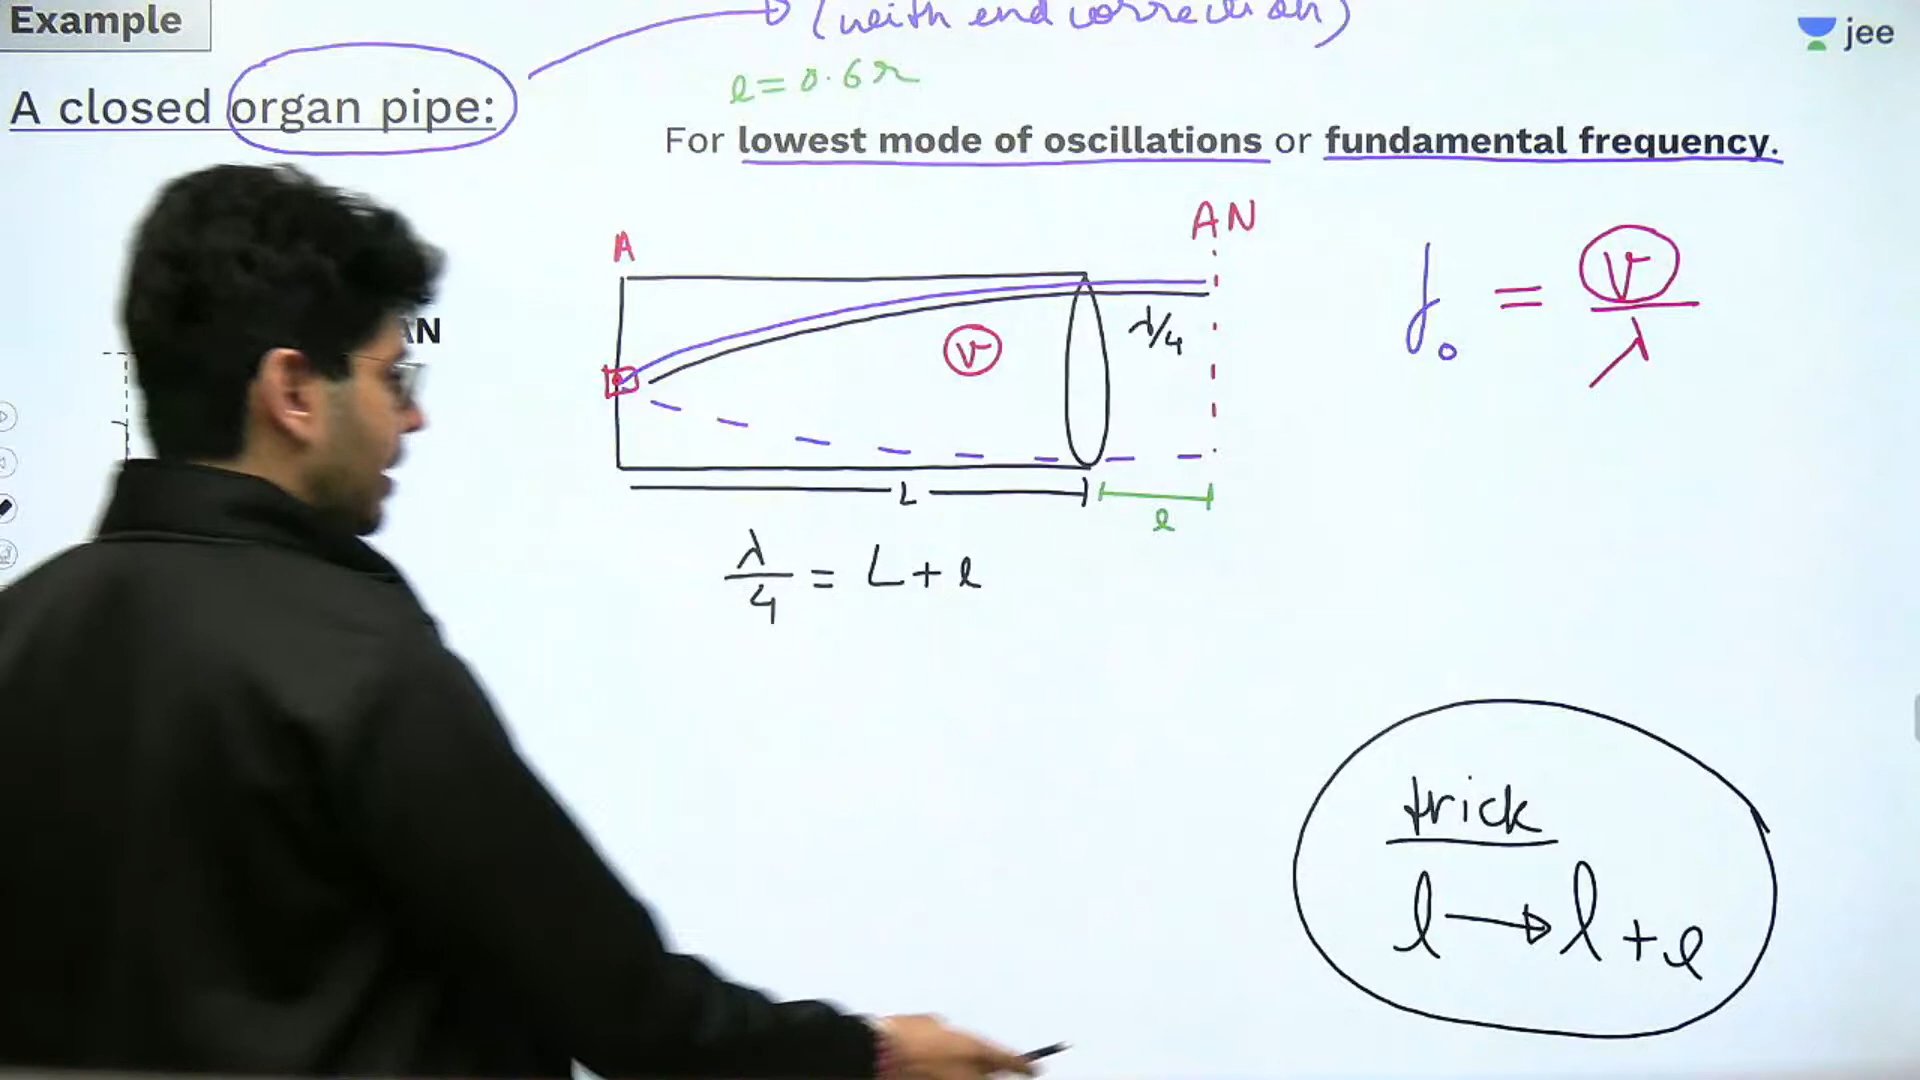 Example
(with end correction)
jee
e = 0.6r
A closed organ pipe:
For lowest mode of oscillations or fundamental frequency.
A
AN
AN
λ/4
v
f₀ = v/λ
L
e
λ/4 = L + e
trick
l → l + e